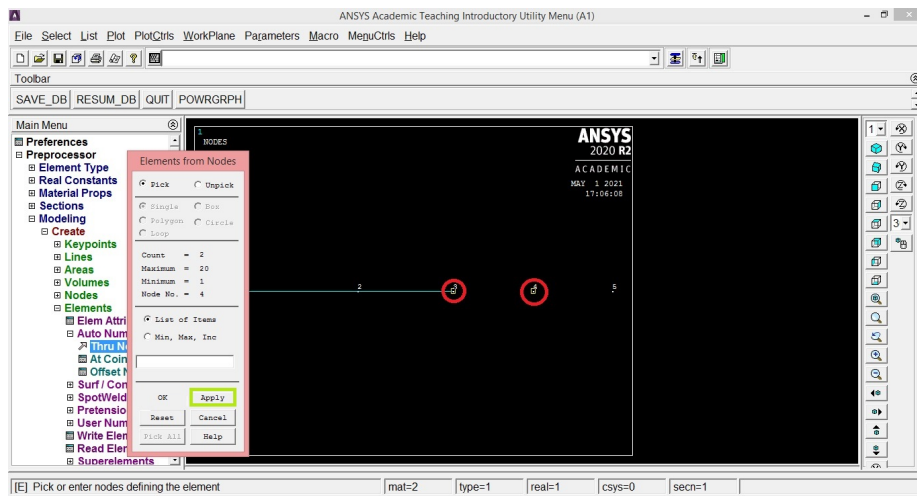 ANSYS Academic Teaching Introductory Utility Menu (A1)
File Select List Plot PlotCtrls WorkPlane Parameters Macro MenuCtrls Help
Toolbar
SAVE_DB RESUM_DB QUIT POWRGRPH
Main Menu
Preferences
Preprocessor
Element Type
Real Constants
Material Props
Sections
Modeling
Create
Keypoints
Lines
Areas
Volumes
Nodes
Elements
Elem Attri
Auto Num
Thru N
At Coin
Offset N
Surf / Con
SpotWeld
Pretensio
User Num
Write Elen
Read Eler
Superelements
Elements from Nodes
Pick Unpick
Single Box
Polygon Circle
Loop
Count = 2
Maximum = 20
Minimum = 1
Node No. = 4
List of Items
Min, Max, Inc
OK Apply
Reset Cancel
Pick All Help
1
NODES
ANSYS
2020 R2
ACADEMIC
MAY 1 2021
17:06:08
2 3 4 5
1
3
[E] Pick or enter nodes defining the element mat=2 type=1 real=1 csys=0 secn=1